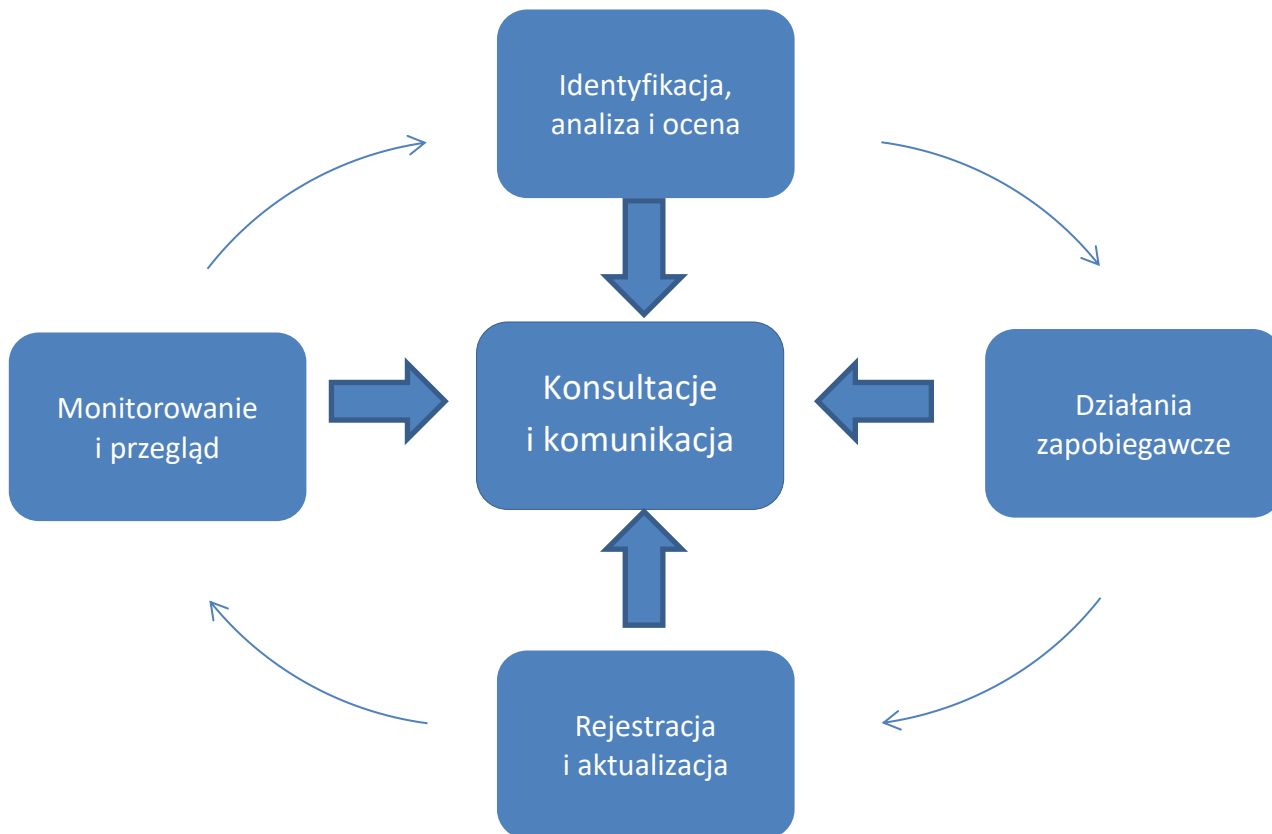 Identyfikacja,
analiza i ocena
Monitorowanie
i przegląd
Konsultacje
i komunikacja
Działania
zapobiegawcze
Rejestracja
i aktualizacja